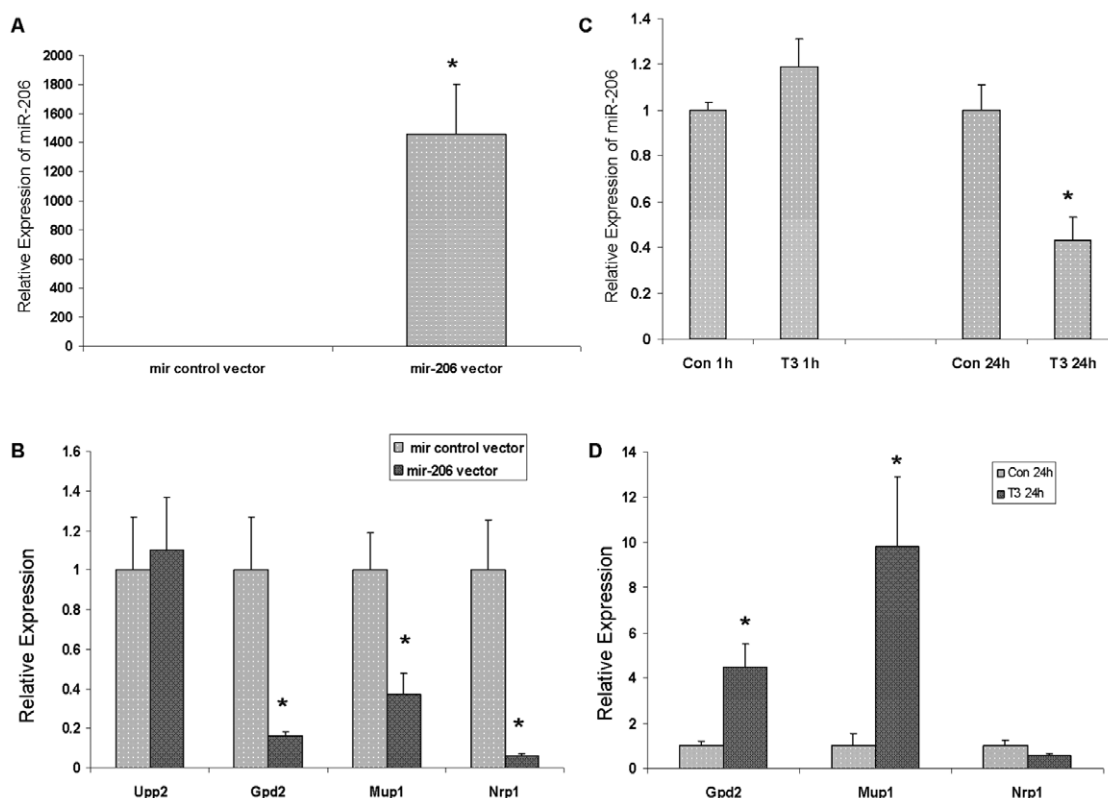 A
Relative Expression of miR-206
2000
1800
1600
1400
1200
1000
800
600
400
200
0
*
mir control vector
mir-206 vector
C
Relative Expression of miR-206
1.4
1.2
1
0.8
0.6
0.4
0.2
0
*
Con 1h
T3 1h
Con 24h
T3 24h
B
Relative Expression
1.6
1.4
1.2
1
0.8
0.6
0.4
0.2
0
mir control vector
mir-206 vector
*
*
*
Upp2
Gpd2
Mup1
Nrp1
D
Relative Expression
14
12
10
8
6
4
2
0
Con 24h
T3 24h
*
*
Gpd2
Mup1
Nrp1